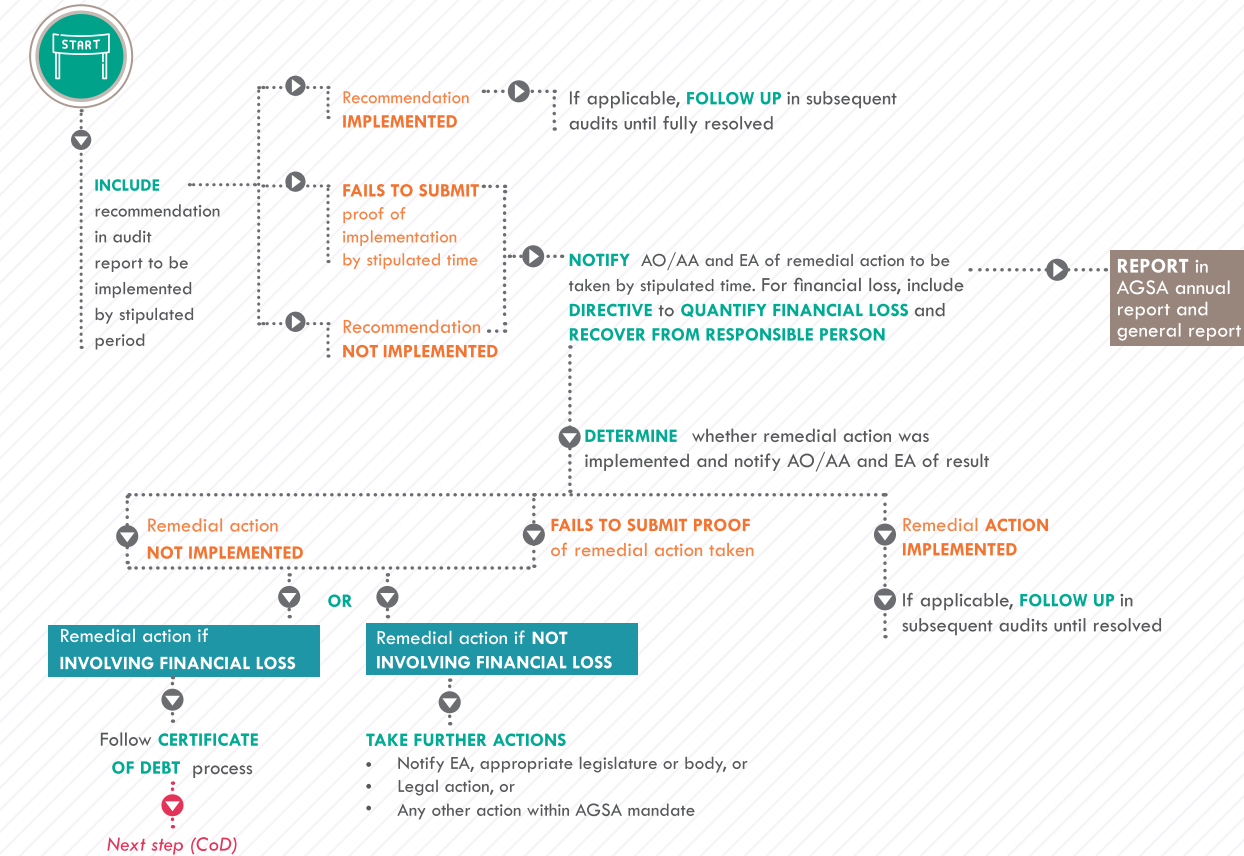 START
Recommendation
IMPLEMENTED
If applicable, FOLLOW UP in subsequent
audits until fully resolved
INCLUDE
recommendation
in audit
report to be
implemented
by stipulated
period
FAILS TO SUBMIT
proof of
implementation
by stipulated time
Recommendation
NOT IMPLEMENTED
NOTIFY AO/AA and EA of remedial action to be
taken by stipulated time. For financial loss, include
DIRECTIVE to QUANTIFY FINANCIAL LOSS and
RECOVER FROM RESPONSIBLE PERSON
REPORT in
AGSA annual
report and
general report
DETERMINE whether remedial action was
implemented and notify AO/AA and EA of result
Remedial action
NOT IMPLEMENTED
FAILS TO SUBMIT PROOF
of remedial action taken
Remedial ACTION
IMPLEMENTED
If applicable, FOLLOW UP in
subsequent audits until resolved
OR
Remedial action if
INVOLVING FINANCIAL LOSS
Remedial action if NOT
INVOLVING FINANCIAL LOSS
Follow CERTIFICATE
OF DEBT process
Next step (CoD)
TAKE FURTHER ACTIONS
• Notify EA, appropriate legislature or body, or
• Legal action, or
• Any other action within AGSA mandate